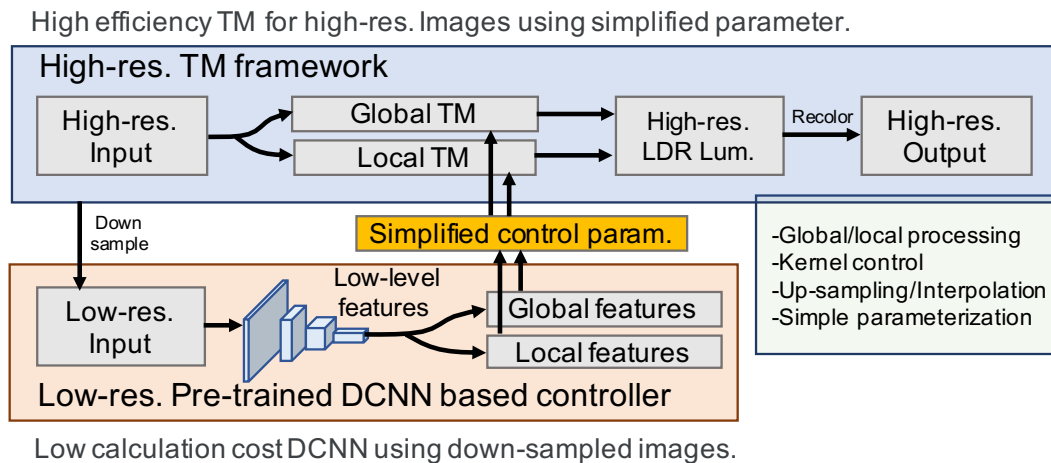 High efficiency TM for high-res. Images using simplified parameter.
High-res. TM framework
High-res.
Input
Global TM
Local TM
High-res.
LDR Lum.
Recolor
High-res.
Output
Down
sample
Simplified control param.
-Global/local processing
-Kernel control
-Up-sampling/Interpolation
-Simple parameterization
Low-res.
Input
Low-level
features
Global features
Local features
Low-res. Pre-trained DCNN based controller
Low calculation cost DCNN using down-sampled images.